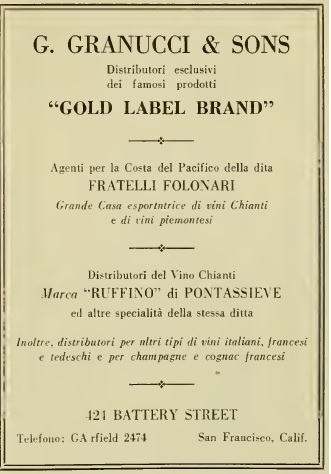 G. GRANUCCI & SONS
Distributori esclusivi
dei famosi prodotti
“GOLD LABEL BRAND”
Agenti per la Costa del Pacifico della dita
FRATELLI FOLONARI
Grande Casa esportntrice di vini Chianti
e di vini piemontesi
Distributori del Vino Chianti
Marca “RUFFINO” di PONTASSIEVE
ed altre specialità della stessa ditta
Inoltre, distributori per nltri tipi di vini italiani, francesi
e tedeschi e per champagne e cognac francesi
424 BATTERY STREET
Telefono: GA rfield 2474 San Francisco, Calif.